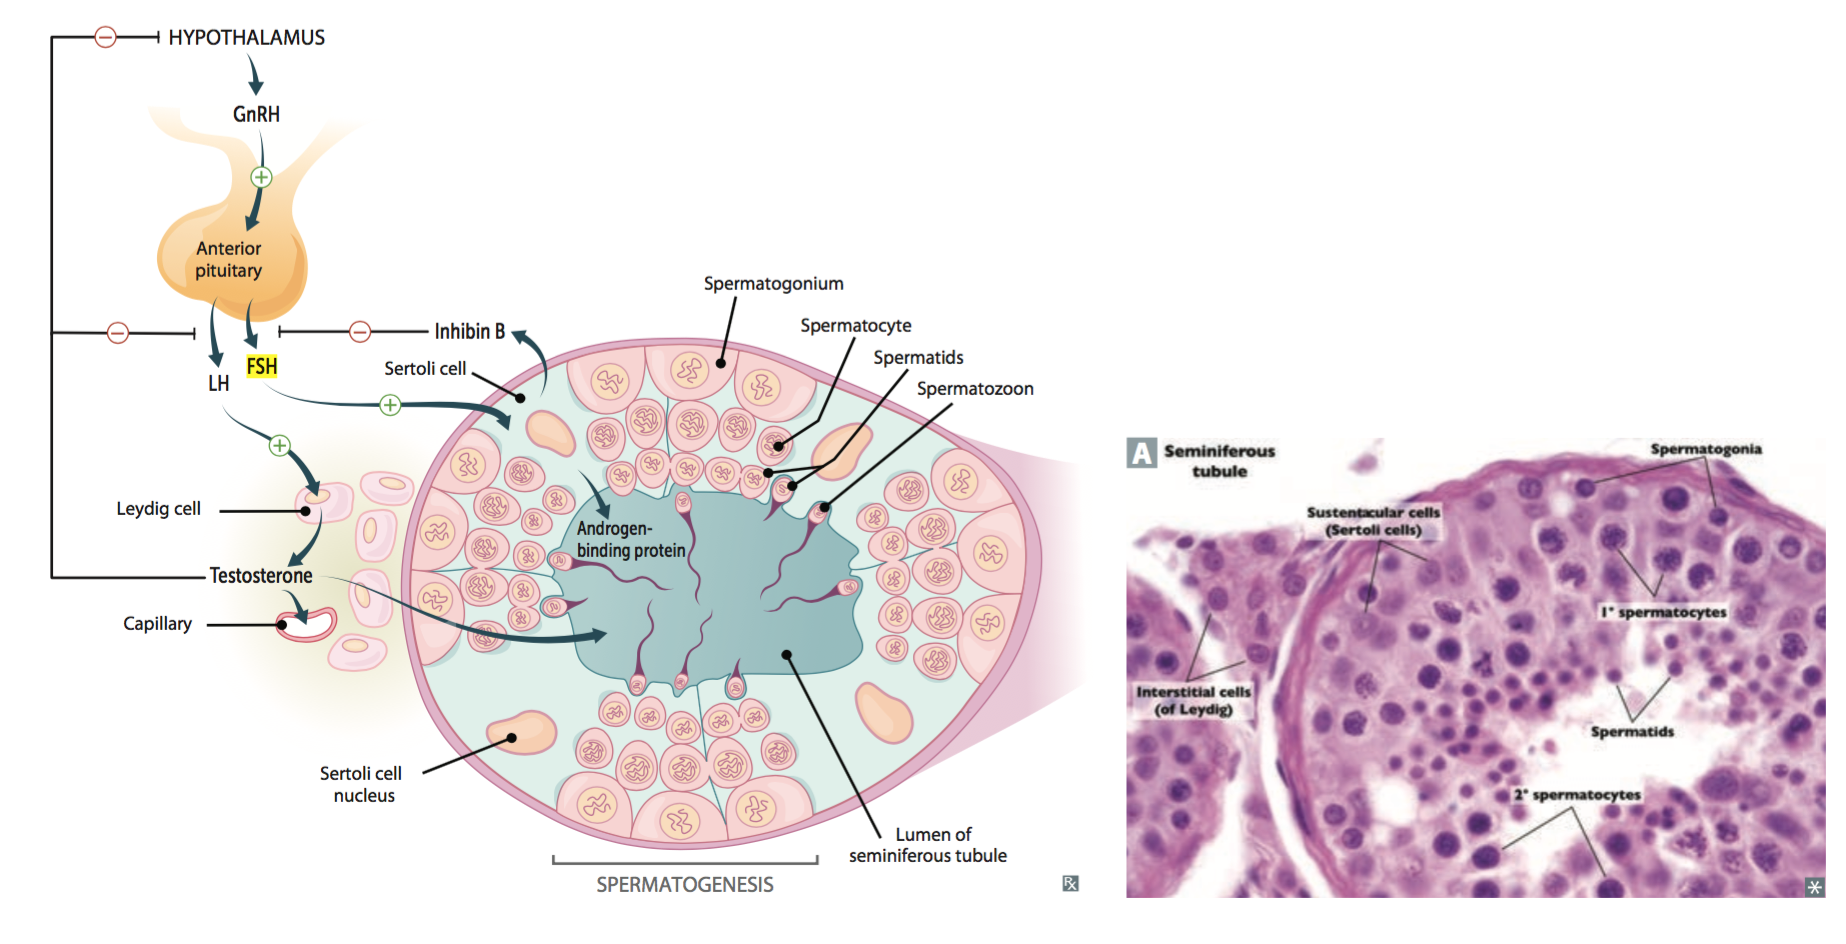 HYPOTHALAMUS
GnRH
Anterior
pituitary
LH
FSH
Inhibin B
Sertoli cell
Spermatogonium
Spermatocyte
Spermatids
Spermatozoon
Leydig cell
Testosterone
Capillary
Androgen-
binding protein
Sertoli cell
nucleus
Lumen of
seminiferous tubule
SPERMATOGENESIS
Rx
A
Seminiferous
tubule
Spermatogonia
Sustentacular cells
(Sertoli cells)
1° spermatocytes
Interstitial cells
(of Leydig)
Spermatids
2° spermatocytes